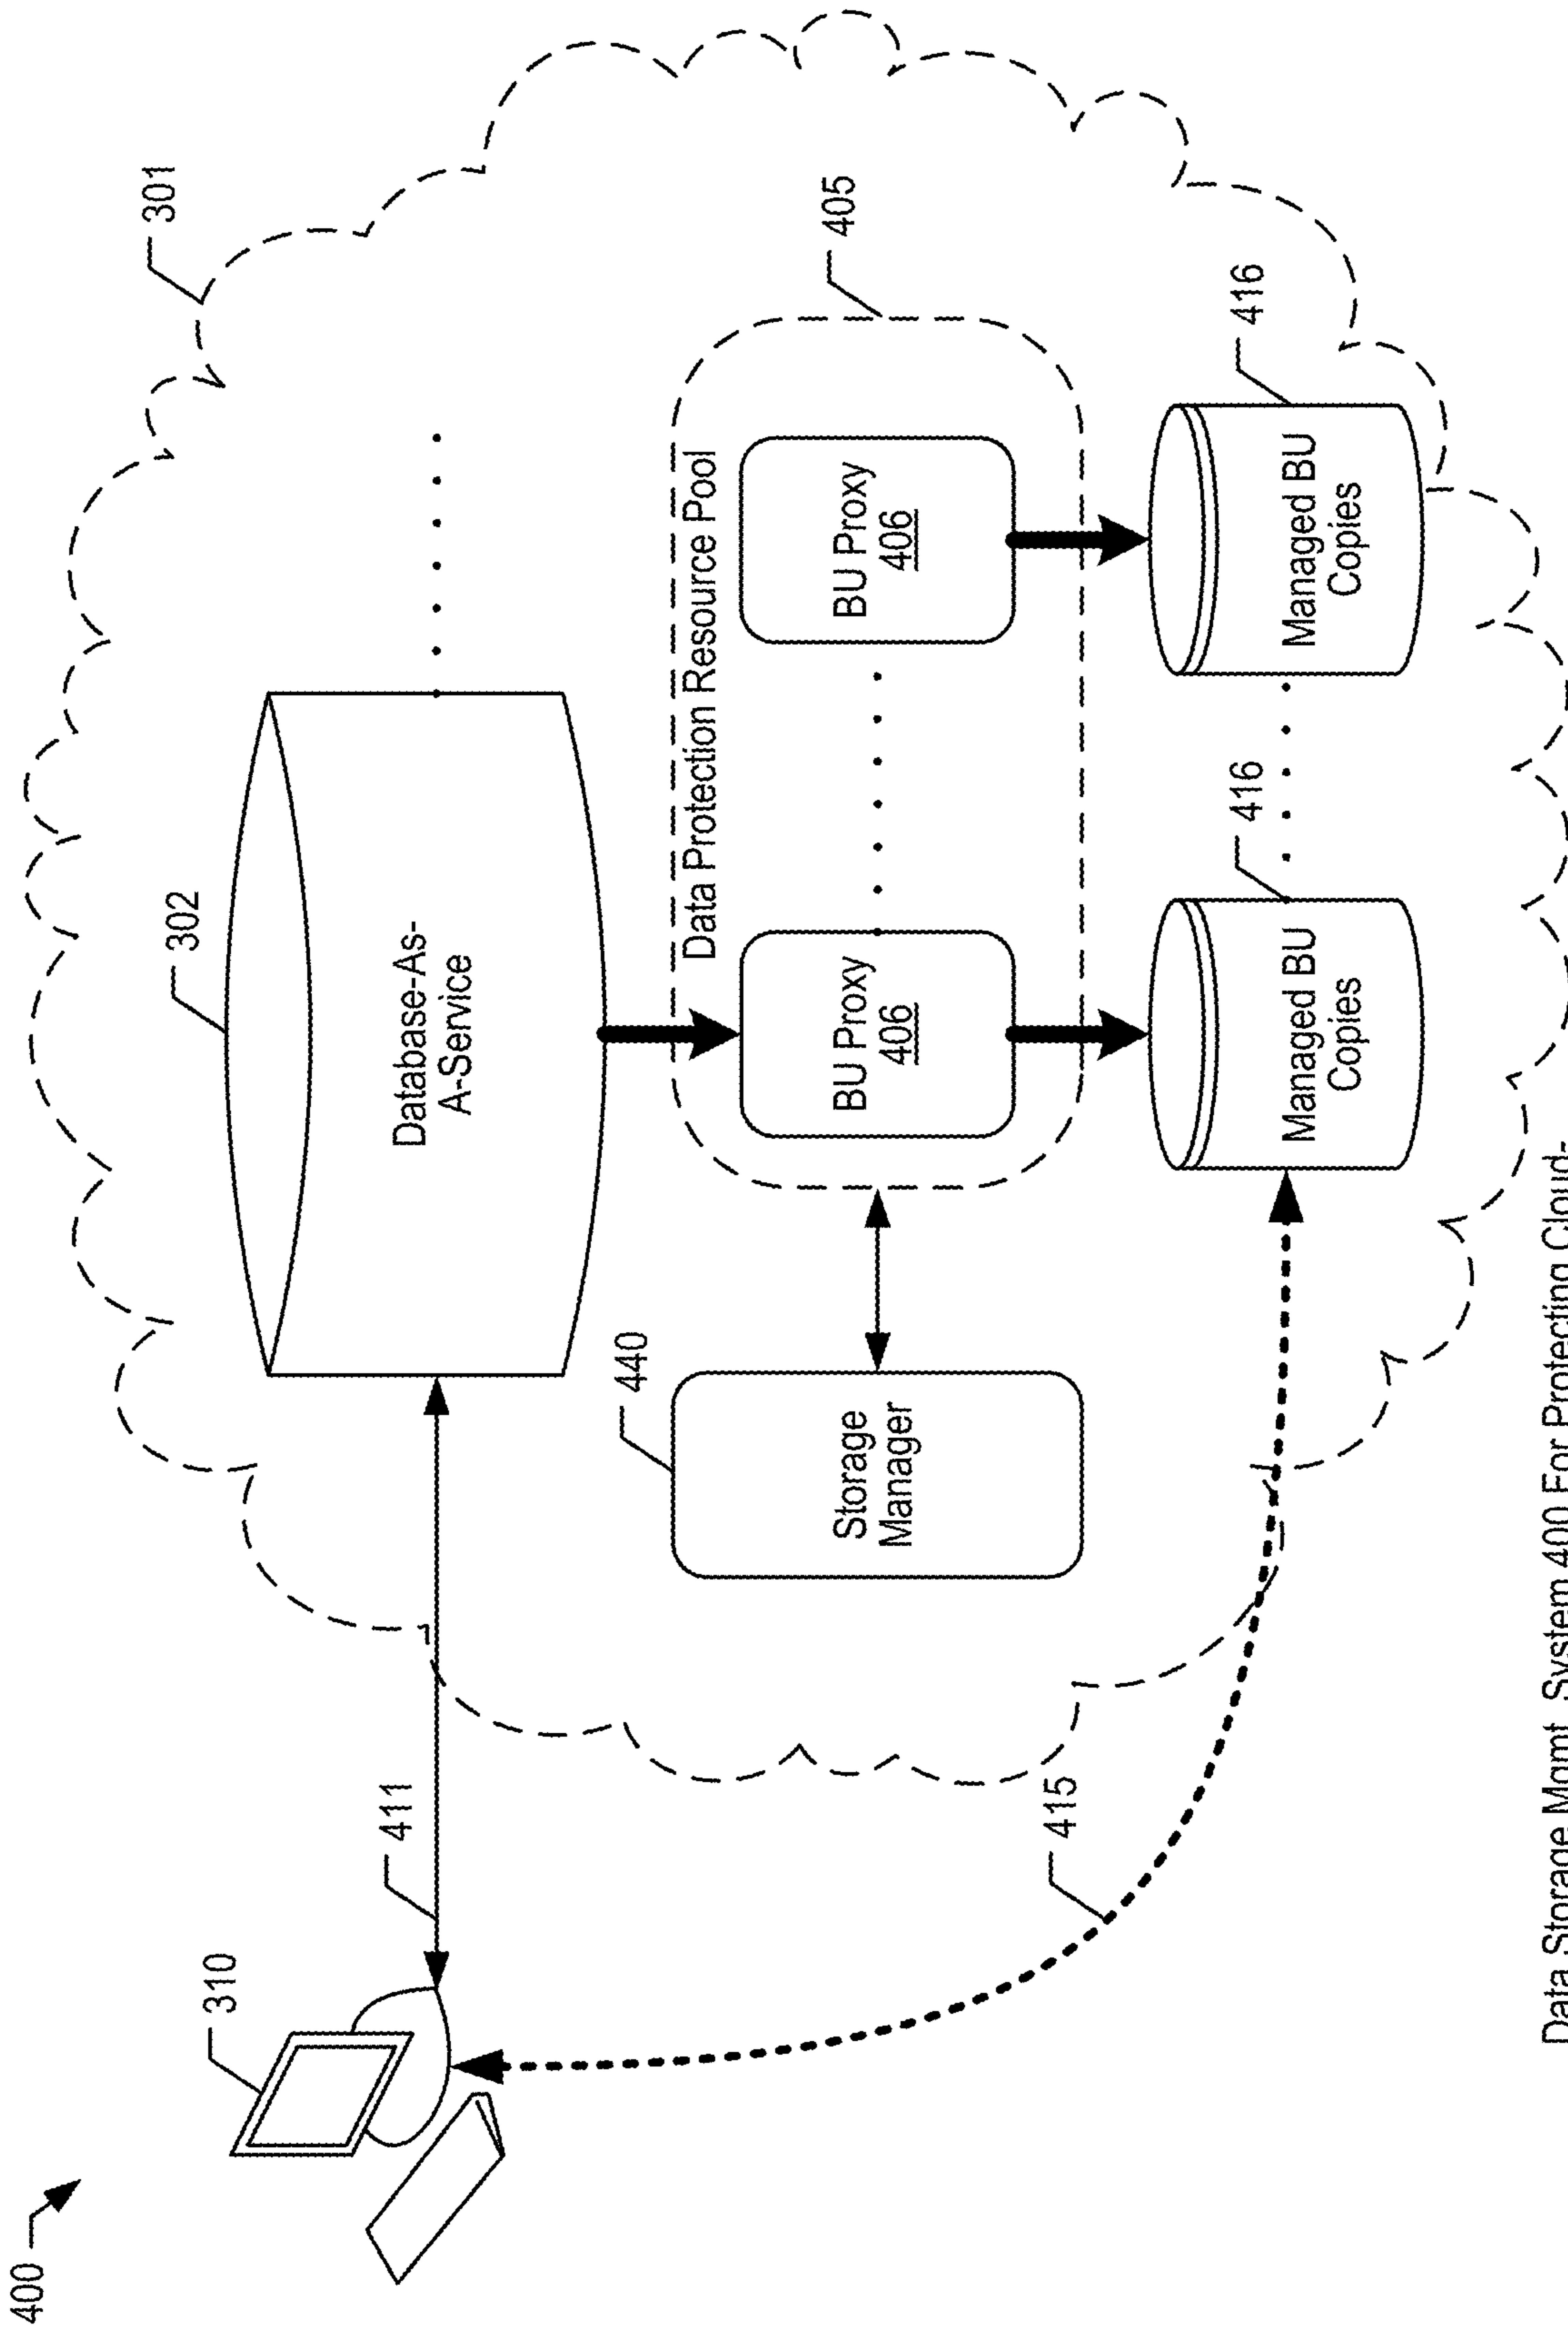 400
301
310
411
302
Database-As-
A-Service
440
Storage
Manager
Data Protection Resource Pool
405
BU Proxy
406
BU Proxy
406
415
416
Managed BU
Copies
416
Managed BU
Copies
Data Storage Mgmt. System 400 For Protecting Cloud-